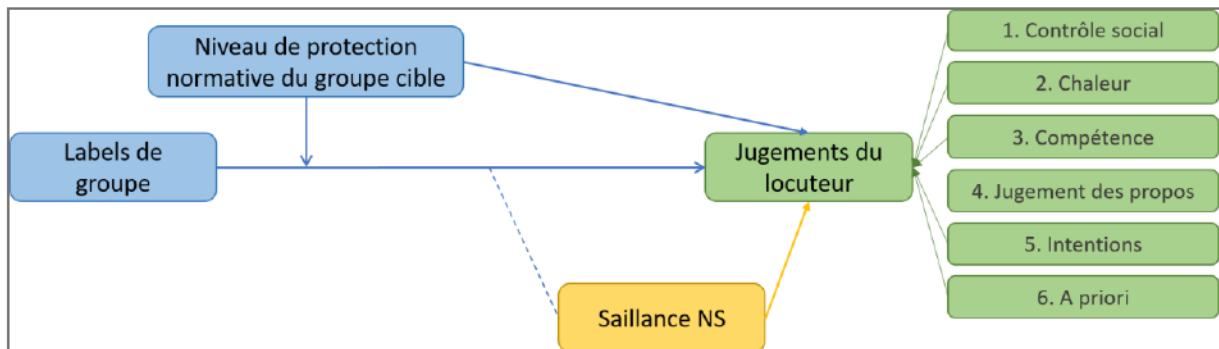 Niveau de protection
normative du groupe cible
Labels de
groupe
Jugements du
locuteur
Saillance NS
1. Contrôle social
2. Chaleur
3. Compétence
4. Jugement des propos
5. Intentions
6. A priori